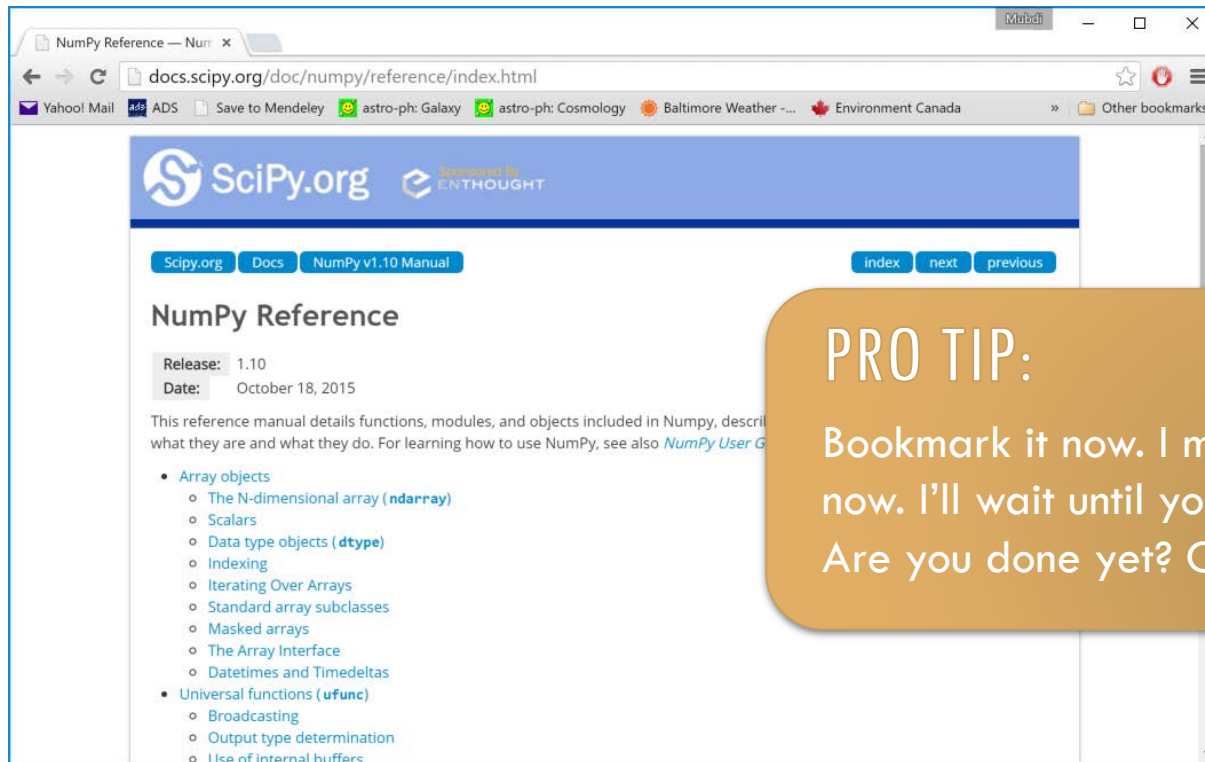 Mubdi
NumPy Reference — Num
docs.scipy.org/doc/numpy/reference/index.html
Yahoo! Mail ADS Save to Mendeley astro-ph: Galaxy astro-ph: Cosmology Baltimore Weather -... Environment Canada » Other bookmarks
SciPy.org Sponsored by ENTHOUGHT
Scipy.org Docs NumPy v1.10 Manual index next previous
NumPy Reference
Release: 1.10
Date: October 18, 2015
This reference manual details functions, modules, and objects included in Numpy,
what they are and what they do. For learning how to use NumPy, see also NumPy User
Array objects
The N-dimensional array (ndarray)
Scalars
Data type objects (dtype)
Indexing
Iterating Over Arrays
Standard array subclasses
Masked arrays
The Array Interface
Datetimes and Timedeltas
Universal functions (ufunc)
Broadcasting
Output type determination
Use of internal buffers
PRO TIP:
Bookmark it now. I
now. I'll wait until
Are you done yet?